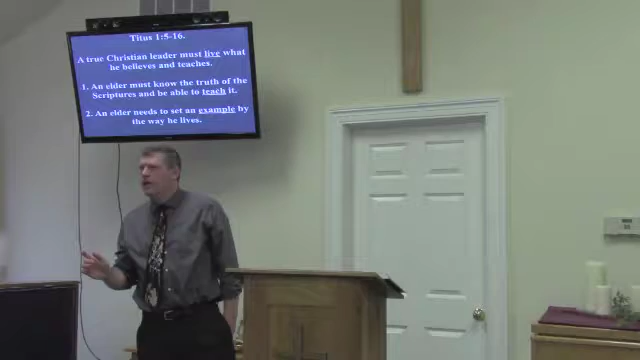 Titus 1:5-16.
A true Christian leader must live what
he believes and teaches.
1. An elder must know the truth of the
Scriptures and be able to teach it.
2. An elder needs to set an example by
the way he lives.